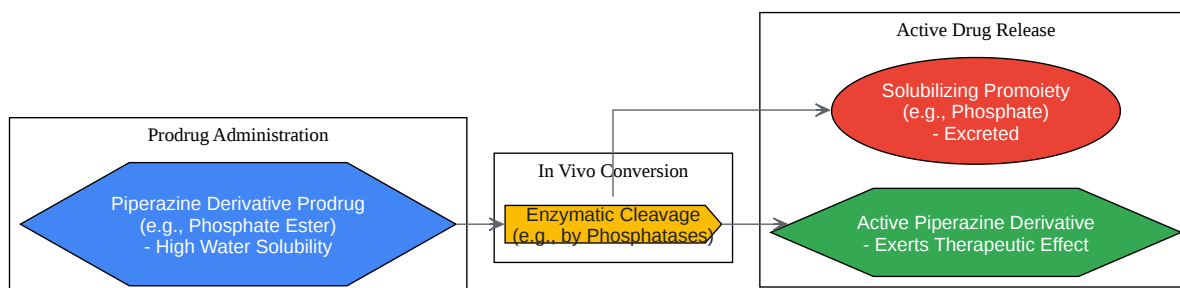 Prodrug Administration
Piperazine Derivative Prodrug
(e.g., Phosphate Ester)
- High Water Solubility
In Vivo Conversion
Enzymatic Cleavage
(e.g., by Phosphatases)
Active Drug Release
Solubilizing Promoiety
(e.g., Phosphate)
- Excreted
Active Piperazine Derivative
- Exerts Therapeutic Effect